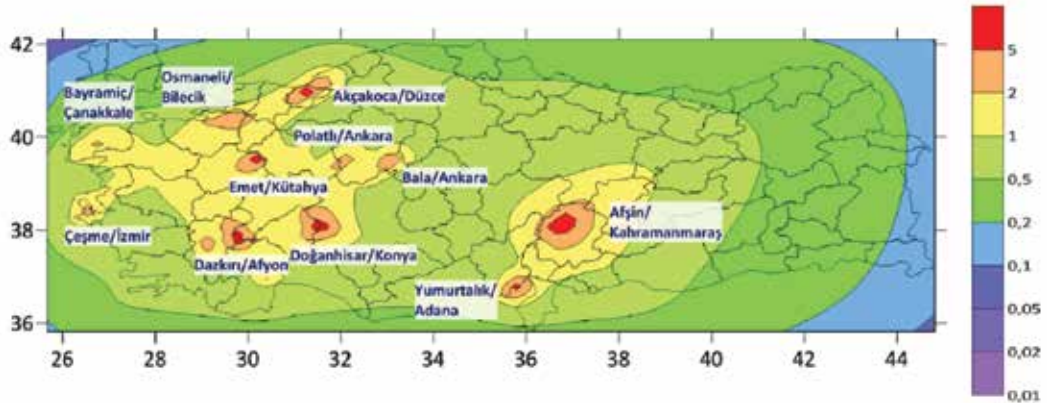 42
40
38
36
26
28
30
32
34
36
38
40
42
44
Bayramiç/
Çanakkale
Osmaneli/
Bilecik
Akçakoca/Düzce
Polatlı/Ankara
Emet/Kütahya
Bala/Ankara
Çeşme/İzmir
Dazkırı/Afyon
Doğanhisar/Konya
Afşin/
Kahramanmaraş
Yumurtalık/
Adana
5
2
1
0,5
0,2
0,1
0,05
0,02
0,01